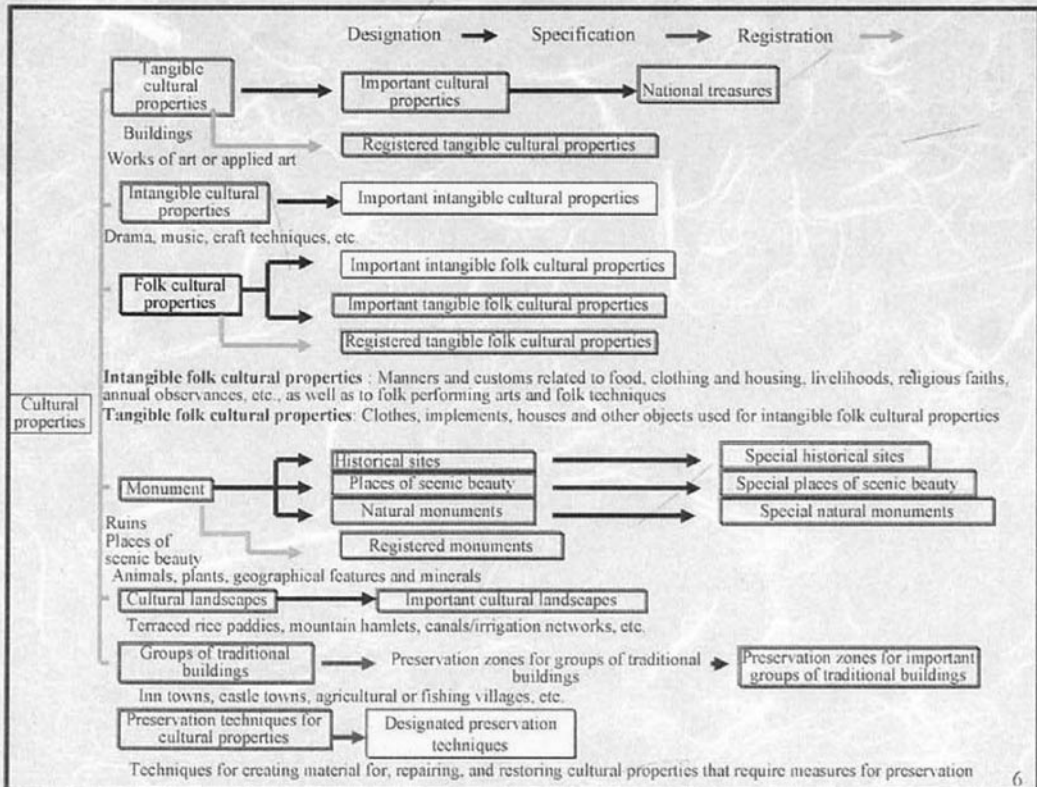 Designation Specification Registration
Tangible
cultural
properties
Important cultural
properties
National treasures
Buildings
Works of art or applied art
Registered tangible cultural properties
Intangible cultural
properties
Important intangible cultural properties
Drama, music, craft techniques, etc.
Folk cultural
properties
Important intangible folk cultural properties
Important tangible folk cultural properties
Registered tangible folk cultural properties
Intangible folk cultural properties : Manners and customs related to food, clothing and housing, livelihoods, religious faiths,
annual observances, etc., as well as to folk performing arts and folk techniques
Tangible folk cultural properties: Clothes, implements, houses and other objects used for intangible folk cultural properties
Cultural
properties
Monument
Historical sites
Special historical sites
Places of scenic beauty
Special places of scenic beauty
Natural monuments
Special natural monuments
Ruins
Places of
scenic beauty
Registered monuments
Animals, plants, geographical features and minerals
Cultural landscapes
Important cultural landscapes
Terraced rice paddies, mountain hamlets, canals/irrigation networks, etc.
Groups of traditional
buildings
Preservation zones for groups of traditional
buildings
Preservation zones for important
groups of traditional buildings
Inn towns, castle towns, agricultural or fishing villages, etc.
Preservation techniques for
cultural properties
Designated preservation
techniques
Techniques for creating material for, repairing, and restoring cultural properties that require measures for preservation
6